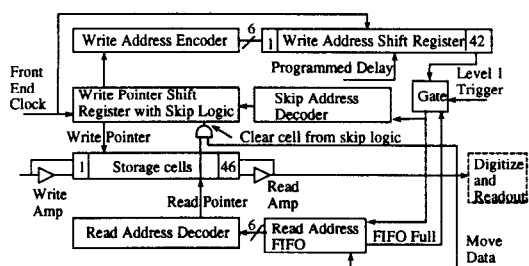 6
Write Address Encoder
1 Write Address Shift Register 42
Front
End
Clock
Programmed Delay
Level 1
Trigger
Write Pointer Shift
Register with Skip Logic
Skip Address
Decoder
Gate
Write Pointer
Clear cell from skip logic
1 Storage cells 46
Write
Amp
Read Pointer
Read
Amp
Digitize
and
Readout
Read Address Decoder
6
Read Address
FIFO
FIFO Full
Move
Data